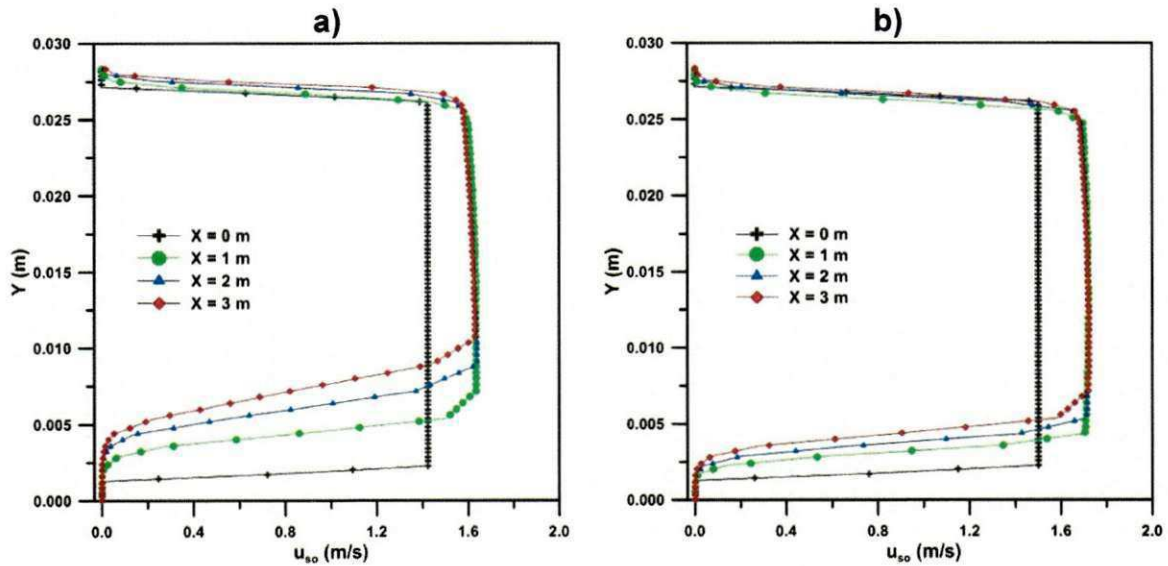 a)
0.030
0.025
0.020
0.015
0.010
0.005
0.000
Y (m)
X = 0 m
X = 1 m
X = 2 m
X = 3 m
0.0 0.4 0.8 1.2 1.6 2.0
uso (m/s)
b)
0.030
0.025
0.020
0.015
0.010
0.005
0.000
Y (m)
X = 0 m
X = 1 m
X = 2 m
X = 3 m
0.0 0.4 0.8 1.2 1.6 2.0
uso (m/s)